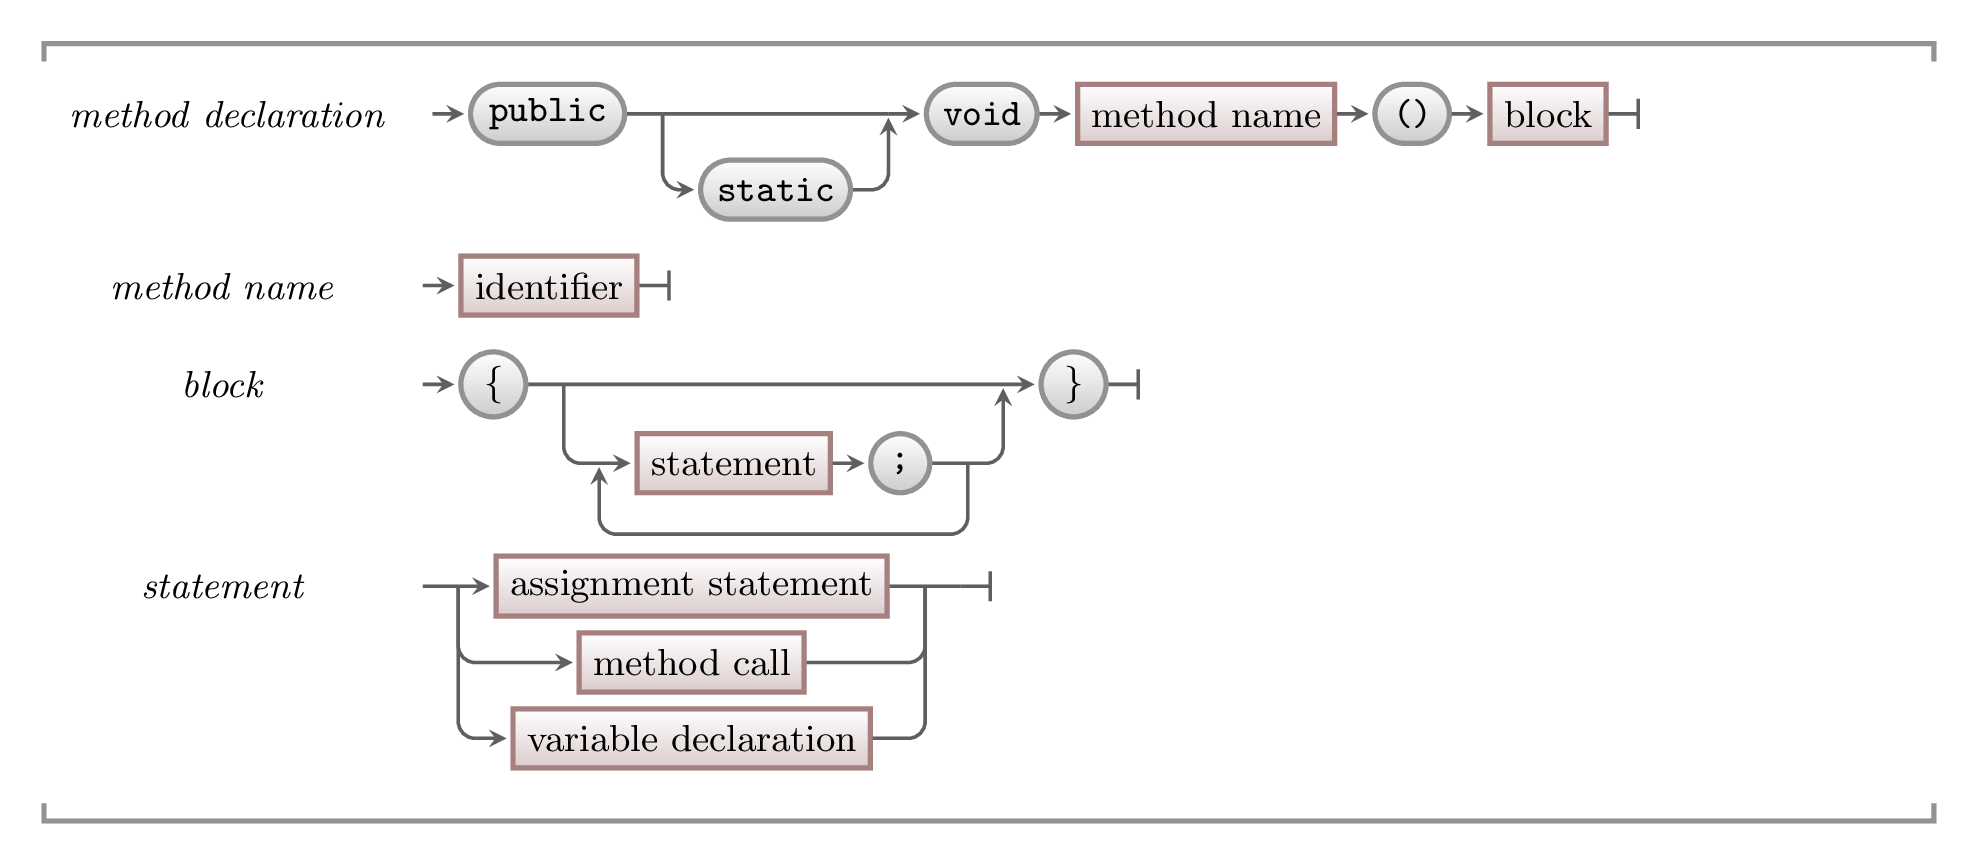 method declaration public void method name () block
static
method name identifier
block { }
statement ;
statement assignment statement
method call
variable declaration